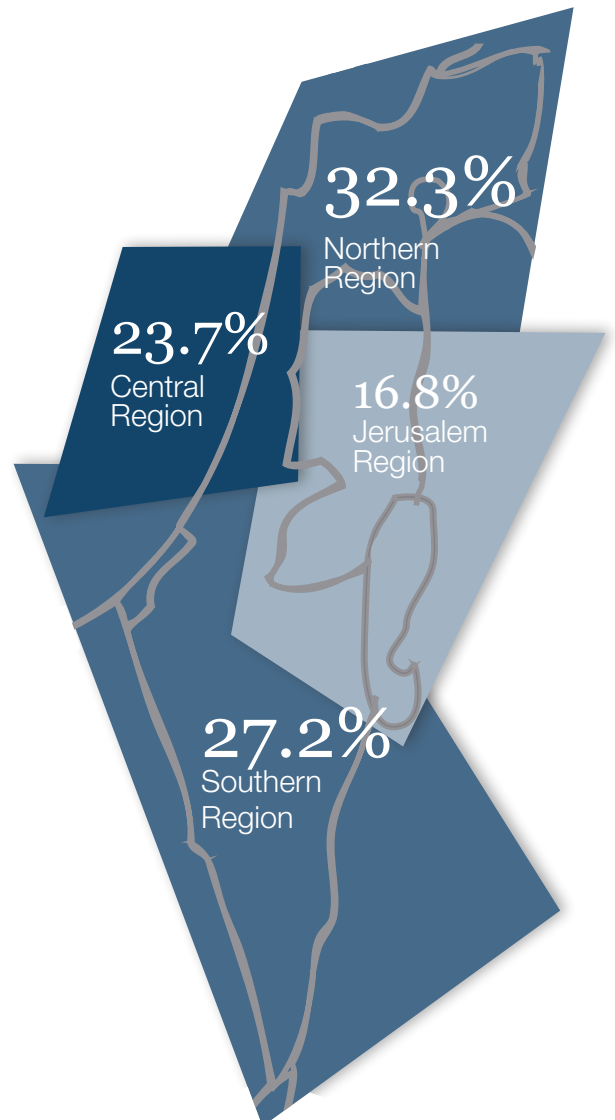 32.3%
Northern
Region
23.7%
Central
Region
16.8%
Jerusalem
Region
27.2%
Southern
Region